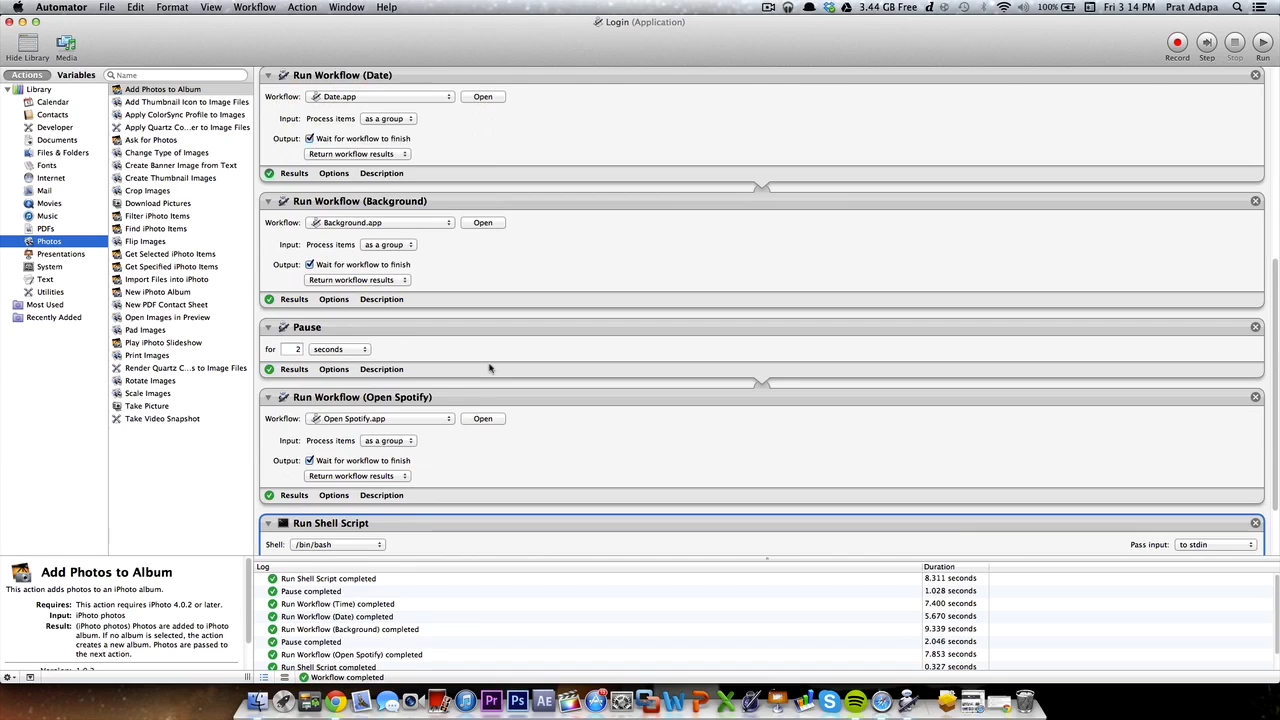 Automator File Edit Format View Workflow Action Window Help 3.44 GB Free 100% Fri 3:14 PM Prat Adapa
Login (Application)
Hide Library Media Record Step Stop Run
Actions Variables Name
Library
Calendar
Contacts
Developer
Documents
Files & Folders
Fonts
Internet
Mail
Movies
Music
PDFs
Photos
Presentations
System
Text
Utilities
Most Used
Recently Added
Add Photos to Album
Add Thumbnail Icon to Image Files
Apply ColorSync Profile to Images
Apply Quartz Co...er to Image Files
Ask for Photos
Change Type of Images
Create Banner Image from Text
Create Thumbnail Images
Crop Images
Download Pictures
Filter iPhoto Items
Find iPhoto Items
Flip Images
Get Selected iPhoto Items
Get Specified iPhoto Items
Import Files into iPhoto
New iPhoto Album
New PDF Contact Sheet
Open Images in Preview
Pad Images
Play iPhoto Slideshow
Print Images
Render Quartz C...s to Image Files
Rotate Images
Scale Images
Take Picture
Take Video Snapshot
Run Workflow (Date)
Workflow: Date.app Open
Input: Process items as a group
Output: Wait for workflow to finish
Return workflow results
Results Options Description
Run Workflow (Background)
Workflow: Background.app Open
Input: Process items as a group
Output: Wait for workflow to finish
Return workflow results
Results Options Description
Pause
for 2 seconds
Results Options Description
Run Workflow (Open Spotify)
Workflow: Open Spotify.app Open
Input: Process items as a group
Output: Wait for workflow to finish
Return workflow results
Results Options Description
Run Shell Script
Shell: /bin/bash Pass input: to stdin
Add Photos to Album
This action adds photos to an iPhoto album.
Requires: This action requires iPhoto 4.0.2 or later.
Input: iPhoto photos
Result: (iPhoto photos) Photos are added to iPhoto
album. If no album is selected, the action
creates a new album. Photos are passed to
the next action.
Log Duration
Run Shell Script completed 8.311 seconds
Pause completed 1.028 seconds
Run Workflow (Time) completed 7.400 seconds
Run Workflow (Date) completed 5.670 seconds
Run Workflow (Background) completed 9.339 seconds
Pause completed 2.046 seconds
Run Workflow (Open Spotify) completed 7.853 seconds
Run Shell Script completed 0.327 seconds
Workflow completed
Pr Ps AE